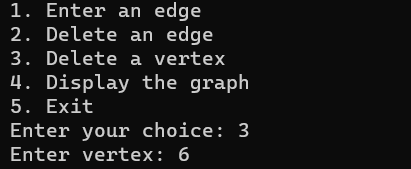 1. Enter an edge
2. Delete an edge
3. Delete a vertex
4. Display the graph
5. Exit
Enter your choice: 3
Enter vertex: 6